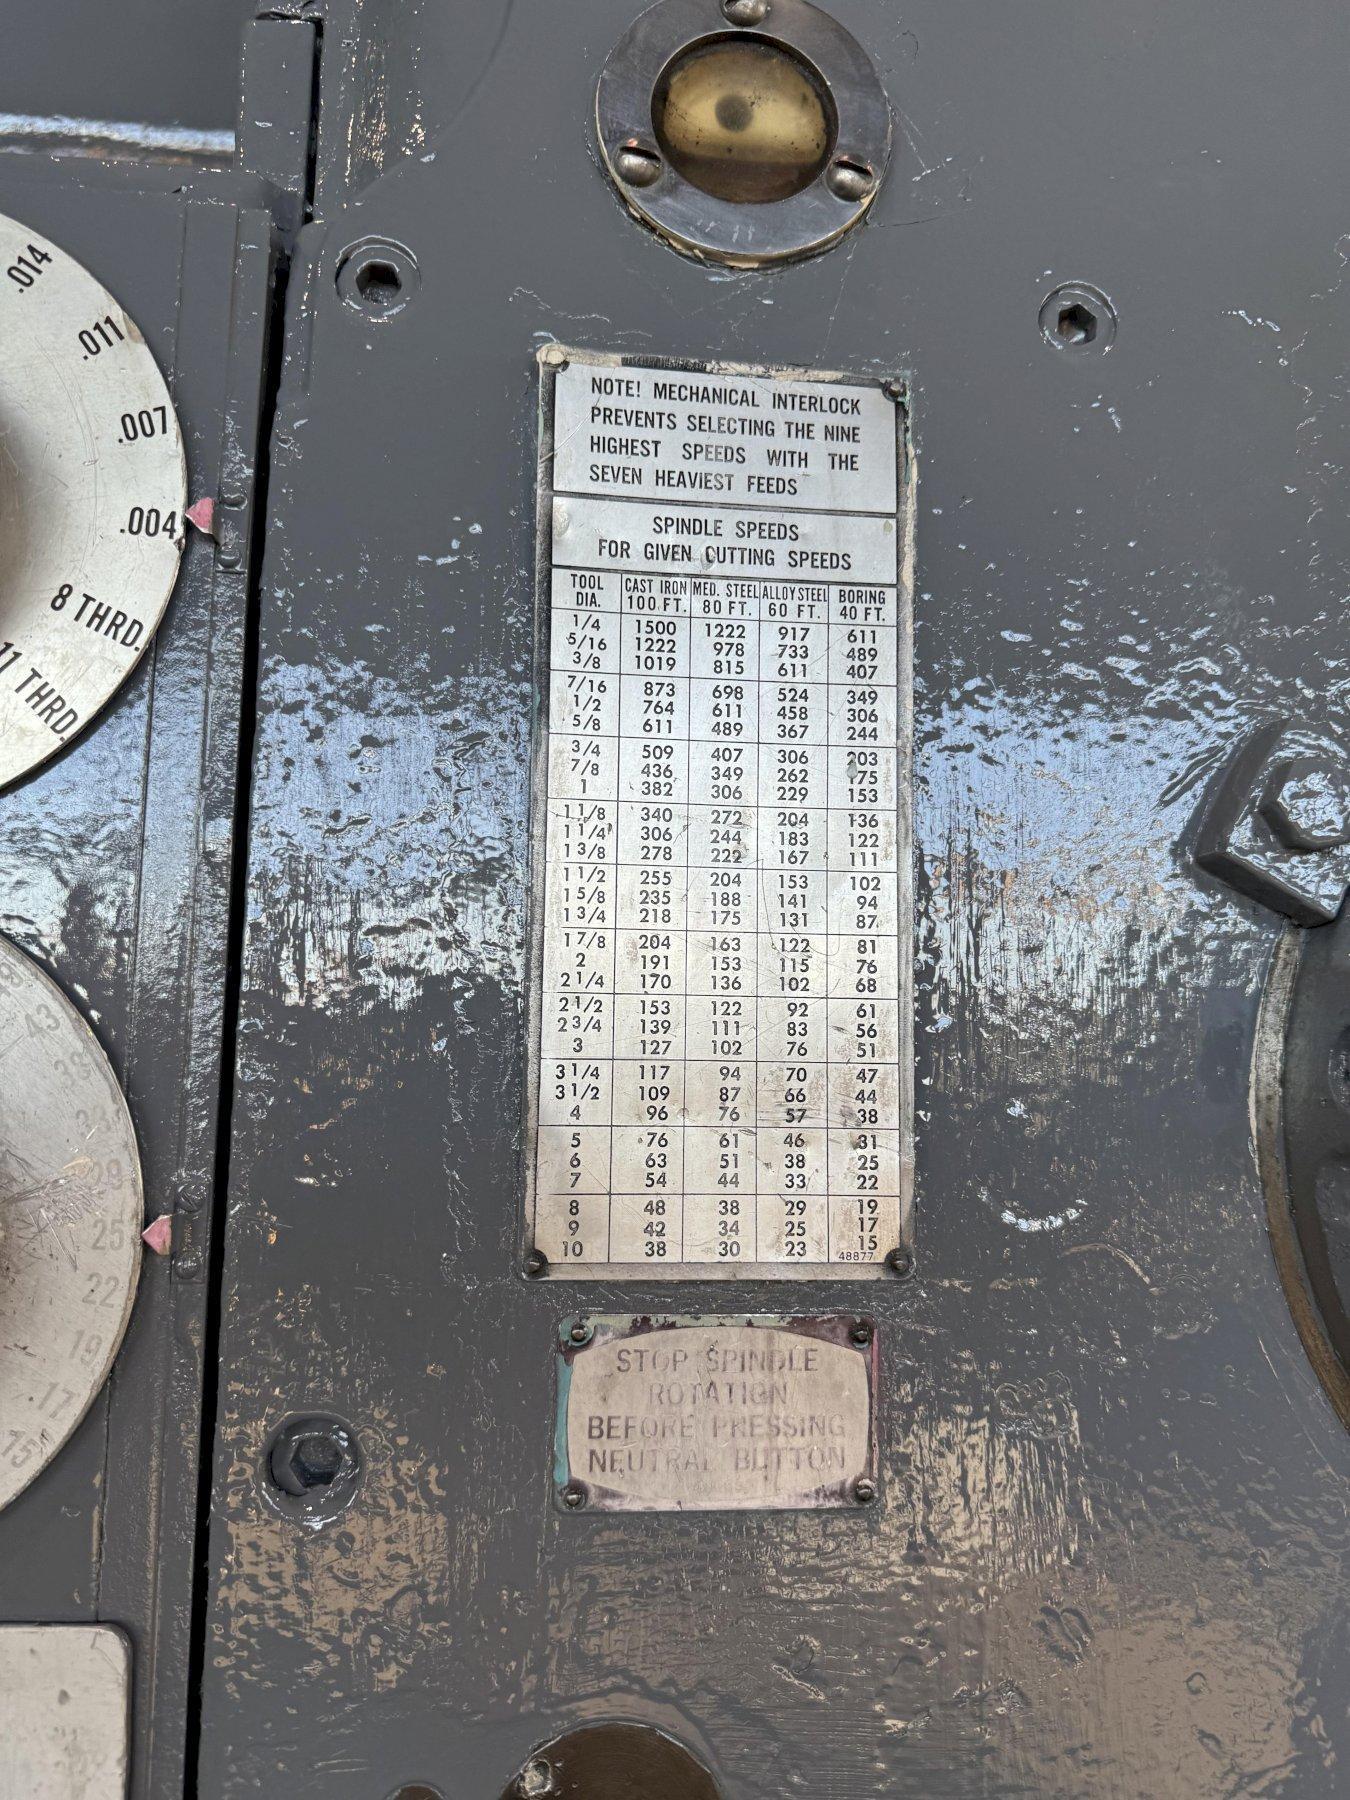 .014
.011
.007
.004
8 THRD.
11 THRD.
43
25
22
19
.17
15
NOTE! MECHANICAL INTERLOCK
PREVENTS SELECTING THE NINE
HIGHEST SPEEDS WITH THE
SEVEN HEAVIEST FEEDS
SPINDLE SPEEDS
FOR GIVEN CUTTING SPEEDS
TOOL DIA. CAST IRON 100 FT. MED. STEEL 80 FT. ALLOY STEEL 60 FT. BORING 40 FT.
1/4 1500 1222 917 611
5/16 1222 978 733 489
3/8 1019 815 611 407
7/16 873 698 524 349
1/2 764 611 458 306
5/8 611 489 367 244
3/4 509 407 306 203
7/8 436 349 262 175
1 382 306 229 153
1 1/8 340 272 204 136
1 1/4 306 244 183 122
1 3/8 278 222 167 111
1 1/2 255 204 153 102
1 5/8 235 188 141 94
1 3/4 218 175 131 87
1 7/8 204 163 122 81
2 191 153 115 76
2 1/4 170 136 102 68
2 1/2 153 122 92 61
2 3/4 139 111 83 56
3 127 102 76 51
3 1/4 117 94 70 47
3 1/2 109 87 66 44
4 96 76 57 38
5 76 61 46 31
6 63 51 38 25
7 54 44 33 22
8 48 38 29 19
9 42 34 25 17
10 38 30 23 15
48877
STOP SPINDLE
ROTATION
BEFORE PRESSING
NEUTRAL BUTTON